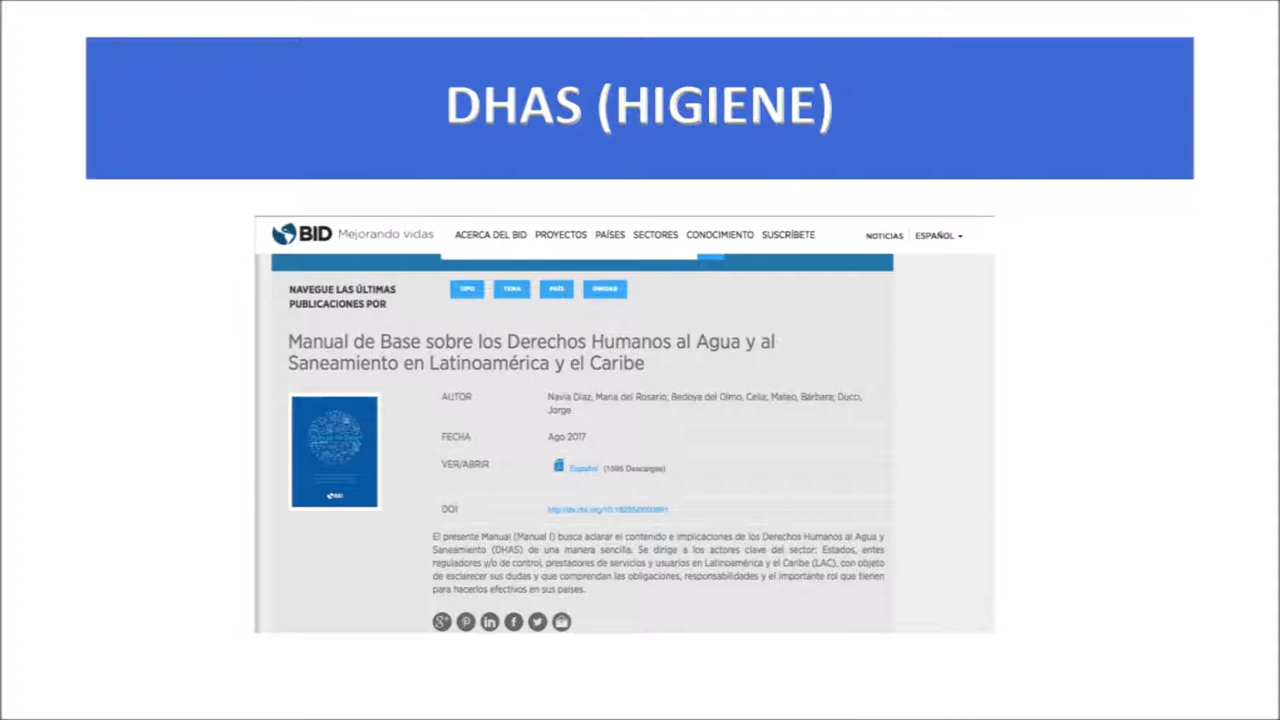 DHAS (HIGIENE)
BID Mejorando vidas ACERCA DEL BID PROYECTOS PAÍSES SECTORES CONOCIMIENTO SUSCRÍBETE NOTICIAS ESPAÑOL
NAVEGUE LAS ÚLTIMAS
PUBLICACIONES POR
TIPO TEMA PAÍS UNIDAD
Manual de Base sobre los Derechos Humanos al Agua y al
Saneamiento en Latinoamérica y el Caribe
AUTOR Navia Díaz, Maria del Rosario; Bedoya del Olmo, Celia; Mateo, Bárbara; Ducci,
Jorge
FECHA Ago 2017
VER/ABRIR Español Descargas)
DOI
El presente Manual (Manual I) busca aclarar el contenido e implicaciones de los Derechos Humanos al Agua y
Saneamiento (DHAS) de una manera sencilla. Se dirige a los actores clave del sector: Estados, entes
reguladores y/o de control, prestadores de servicios y usuarios en Latinoamérica y el Caribe (LAC), con objeto
de esclarecer sus dudas y que comprendan las obligaciones, responsabilidades y el importante rol que tienen
para hacerlos efectivos en sus países.
BID